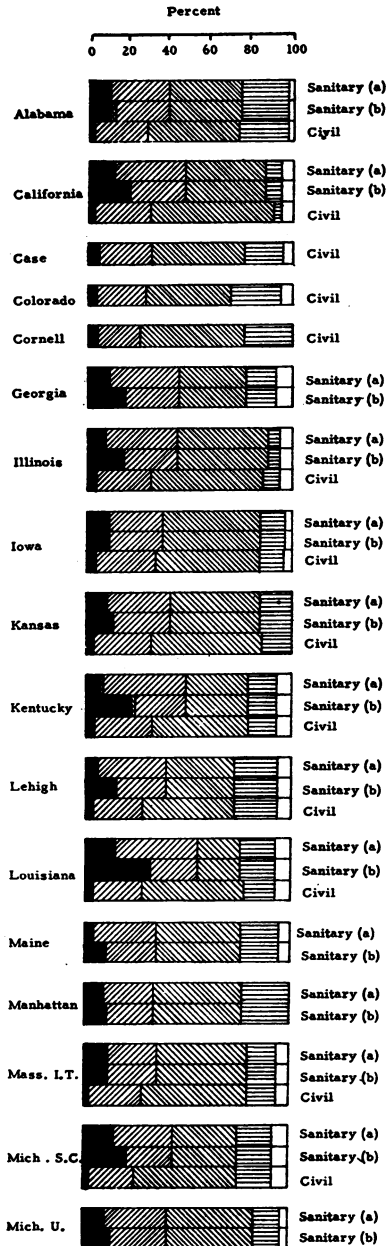 Percent
0 20 40 60 80 100
Sanitary (a)
Alabama Sanitary (b)
Civil
Sanitary (a)
California Sanitary (b)
Civil
Case Civil
Colorado Civil
Cornell Civil
Georgia Sanitary (a)
Sanitary (b)
Sanitary (a)
Illinois Sanitary (b)
Civil
Sanitary (a)
Iowa Sanitary (b)
Civil
Sanitary (a)
Kansas Sanitary (b)
Civil
Sanitary (a)
Kentucky Sanitary (b)
Civil
Sanitary (a)
Lehigh Sanitary (b)
Civil
Sanitary (a)
Louisiana Sanitary (b)
Civil
Maine Sanitary (a)
Sanitary (b)
Manhattan Sanitary (a)
Sanitary (b)
Sanitary (a)
Mass. I.T. Sanitary (b)
Civil
Sanitary (a)
Mich. S.C. Sanitary (b)
Civil
Sanitary (a)
Mich. U. Sanitary (b)